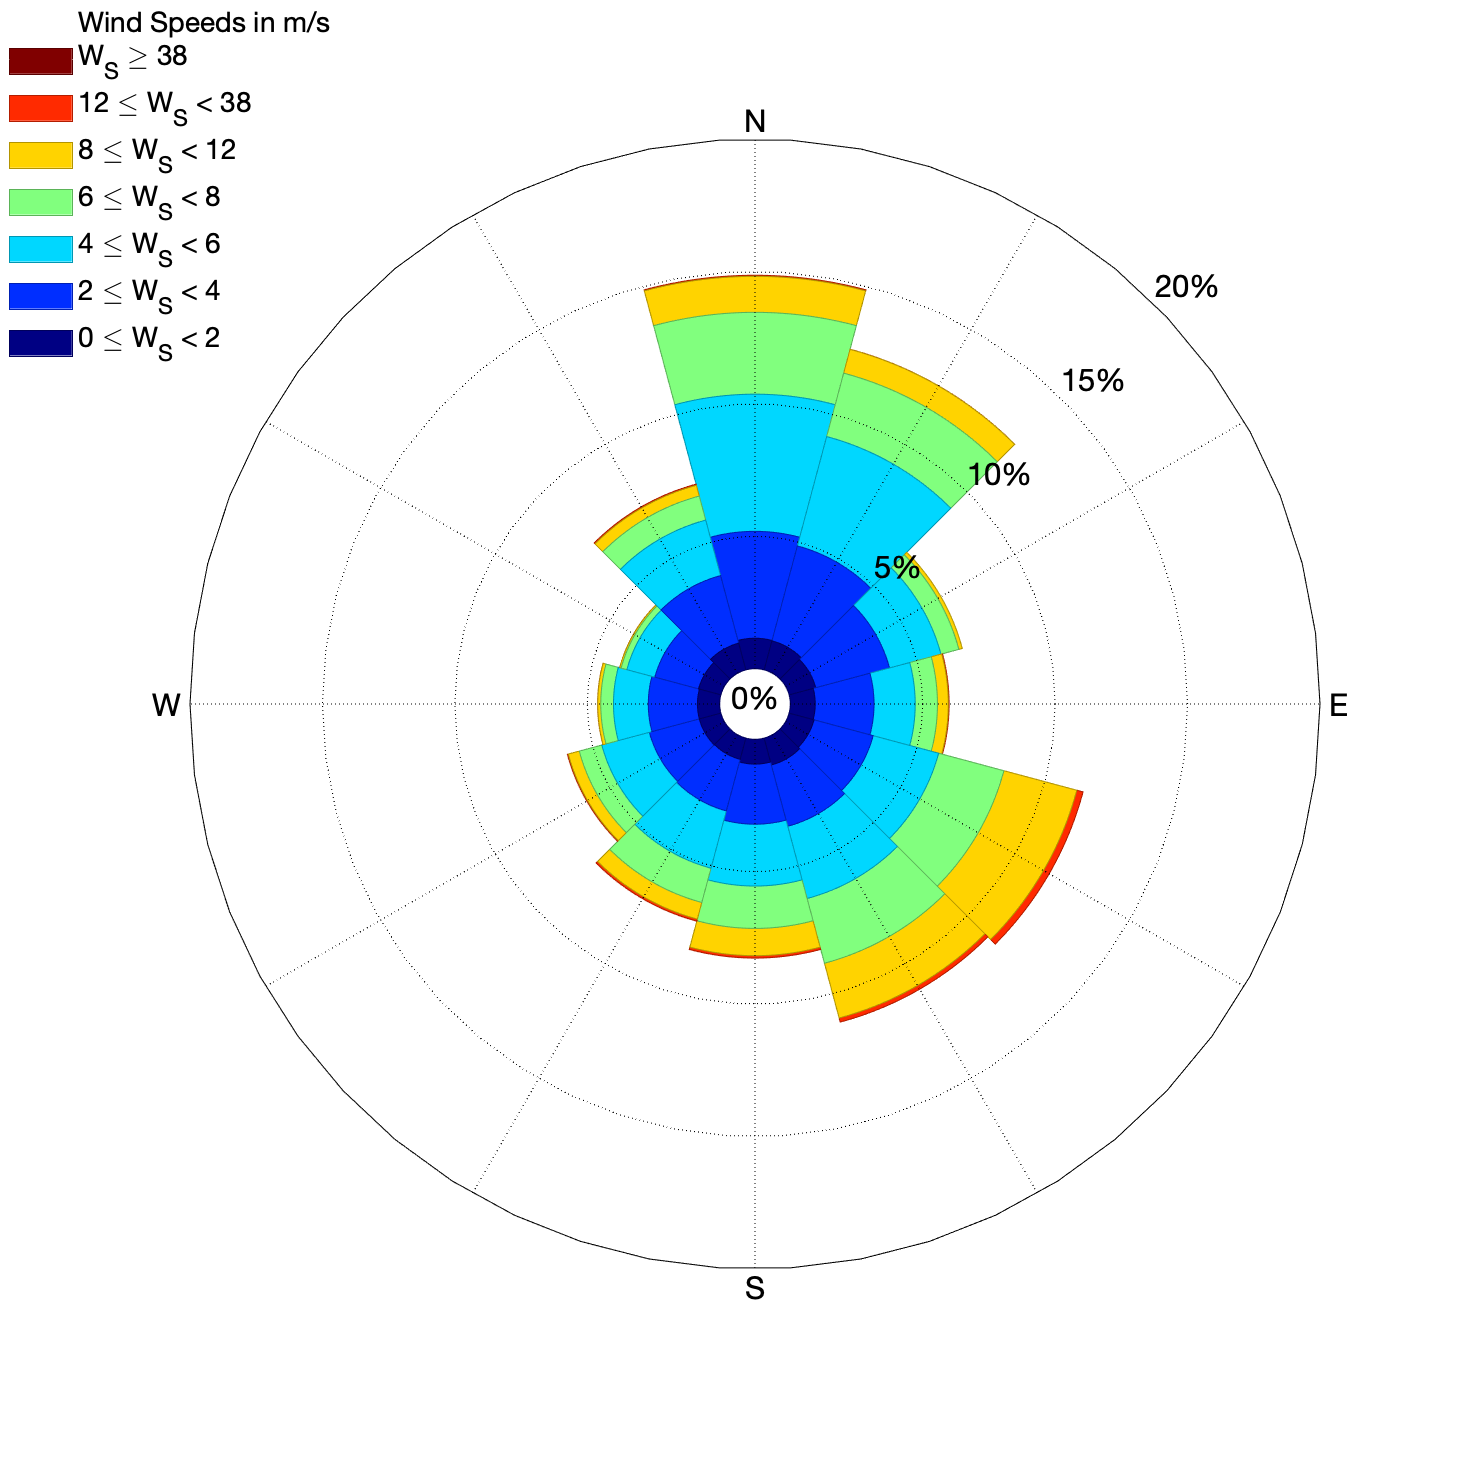 Wind Speeds in m/s
W_S ≥ 38
12 ≤ W_S < 38
8 ≤ W_S < 12
6 ≤ W_S < 8
4 ≤ W_S < 6
2 ≤ W_S < 4
0 ≤ W_S < 2
N
20%
15%
10%
5%
W
0%
E
S